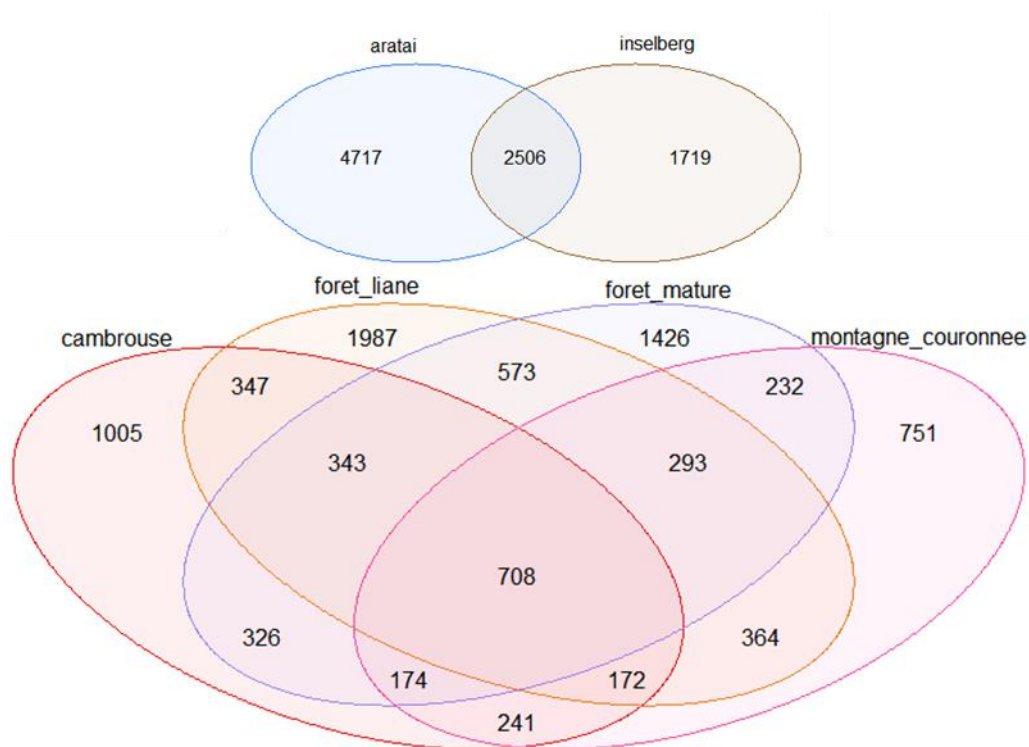 aratai inselberg
4717 2506 1719
foret_liane foret_mature
cambrouse 1987 1426 montagne_couronnee
347 573 232
1005 751
343 293
708
326 364
174 172
241